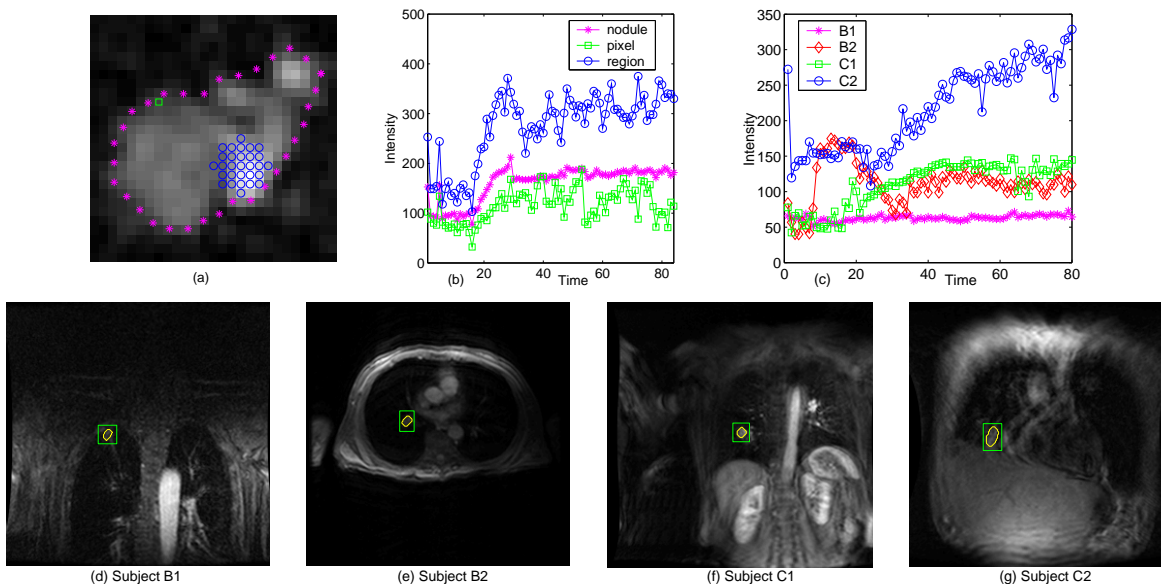 (a)
500
400
300
200
100
0
Intensity
nodule
pixel
region
20
40
60
80
(b)
Time
350
300
250
200
150
100
50
0
Intensity
B1
B2
C1
C2
0
20
40
60
80
(c)
Time
(d) Subject B1
(e) Subject B2
(f) Subject C1
(g) Subject C2